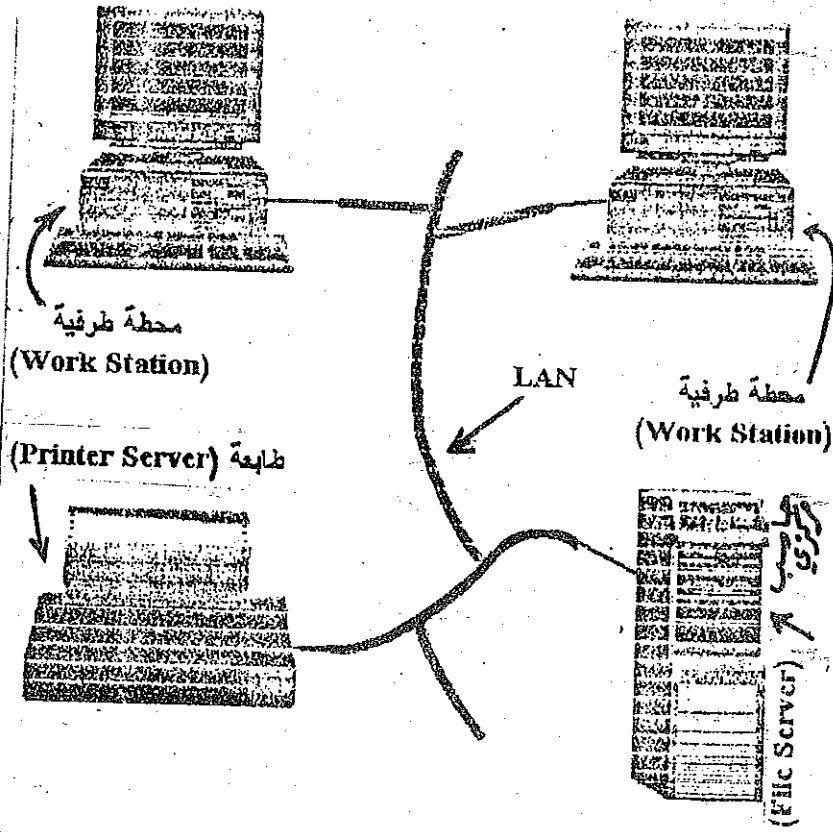 محطة طرفية
(Work Station)
LAN
محطة طرفية
(Work Station)
طابعة (Printer Server)
حاسب
مركزي
(File Server)